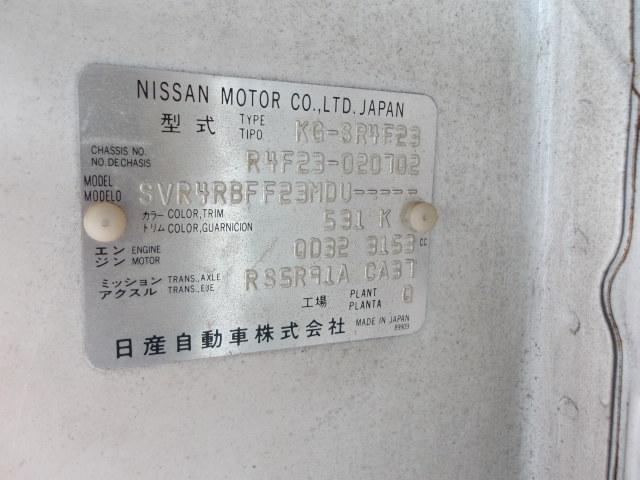 NISSAN MOTOR CO.,LTD. JAPAN
型式 TYPE TIPO KG-SR4F23
CHASSIS NO. NO. DE CHASIS R4F23-020702
MODEL MODELO SVR4RBFF23MDU-----
カラー COLOR, TRIM トリム COLOR, GUARNICION 531 K
エンジン ENGINE MOTOR QD32 3153 CC
ミッション TRANS., AXLE アクスル TRANS., EJE RS5R91A CA37
工場 PLANT PLANTA Q
日産自動車株式会社 MADE IN JAPAN
89909